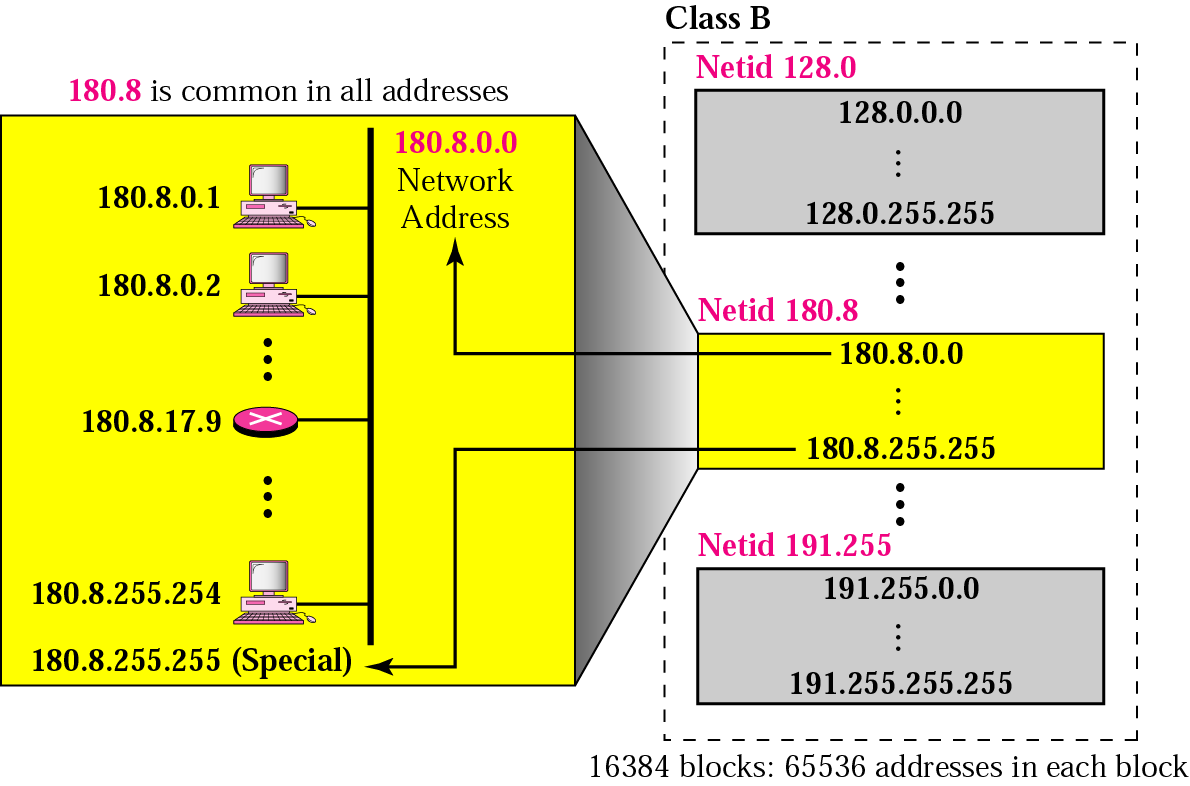 Class B
180.8 is common in all addresses
180.8.0.0
Network
Address
180.8.0.1
180.8.0.2
180.8.17.9
180.8.255.254
180.8.255.255 (Special)
Netid 128.0
128.0.0.0
128.0.255.255
Netid 180.8
180.8.0.0
180.8.255.255
Netid 191.255
191.255.0.0
191.255.255.255
16384 blocks: 65536 addresses in each block